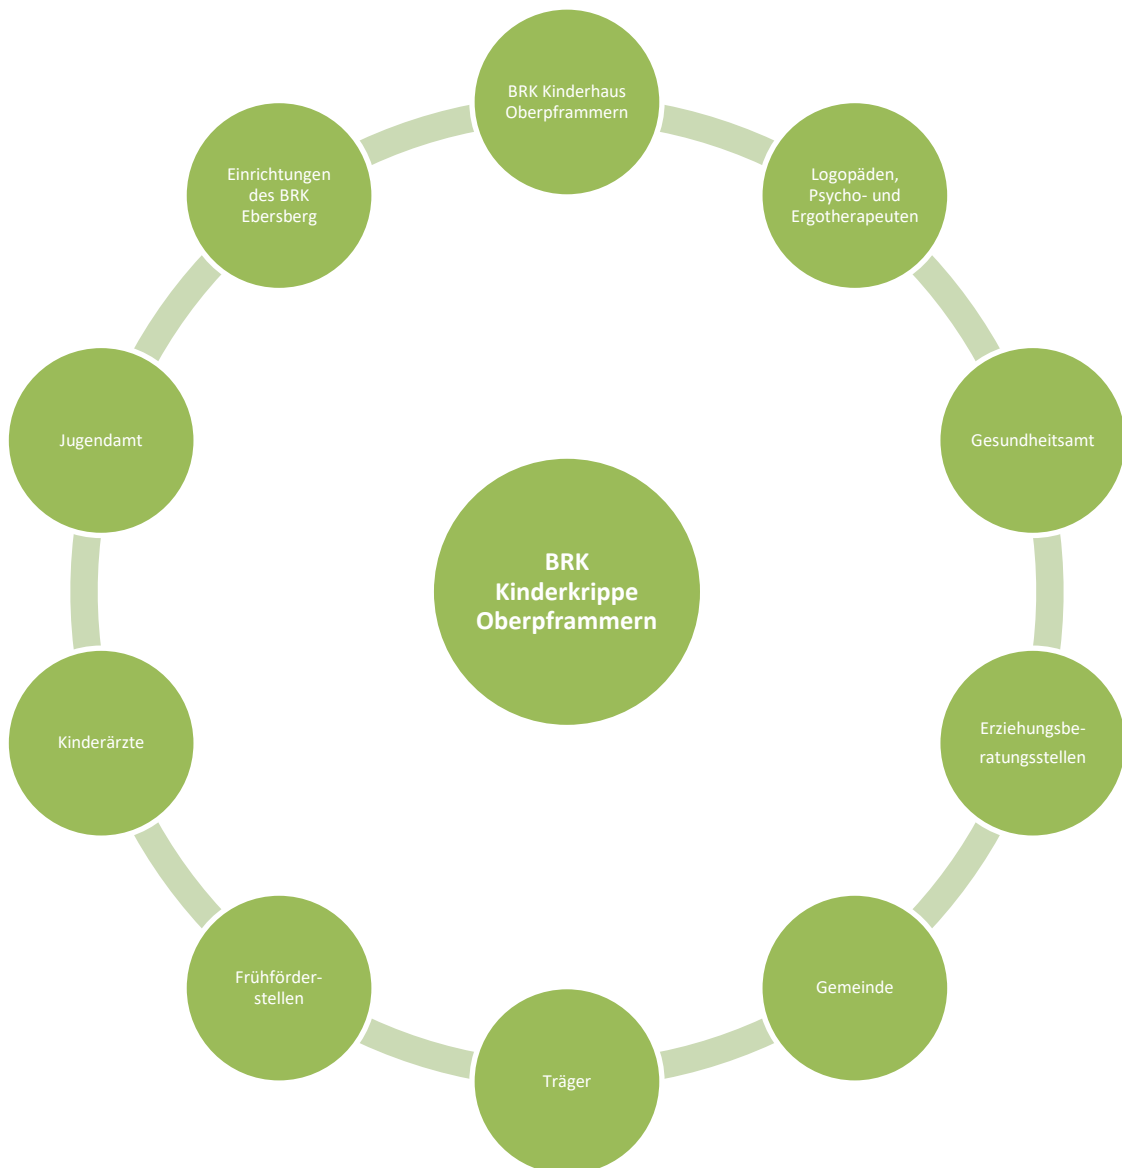 BRK Kinderhaus
Oberpframmern
Logopäden,
Psycho- und
Ergotherapeuten
Gesundheitsamt
Erziehungsbe-
ratungsstellen
Gemeinde
Träger
Frühförder-
stellen
Kinderärzte
Jugendamt
Einrichtungen
des BRK
Ebersberg
BRK
Kinderkrippe
Oberpframmern